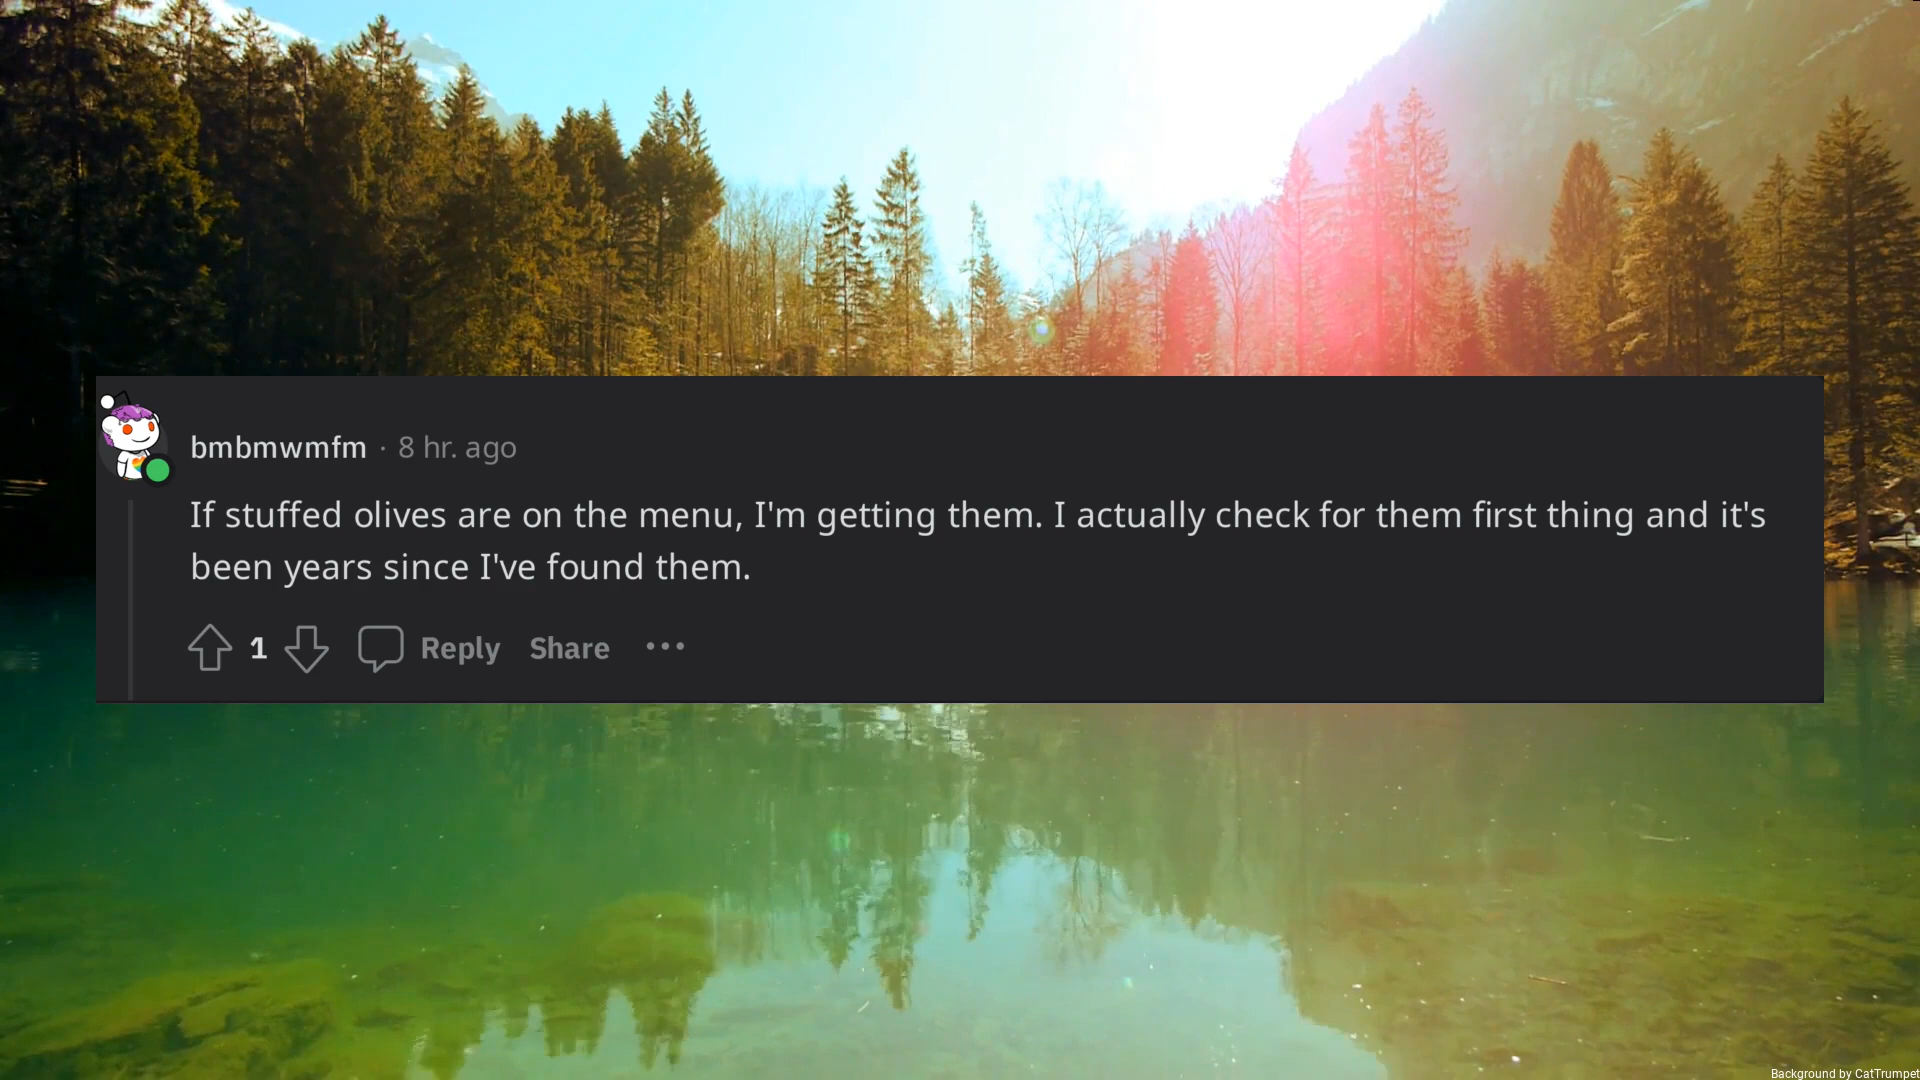 bmbmwmfm · 8 hr. ago
If stuffed olives are on the menu, I'm getting them. I actually check for them first thing and it's
been years since I've found them.
1 Reply Share ...
Background by CatTrumpet